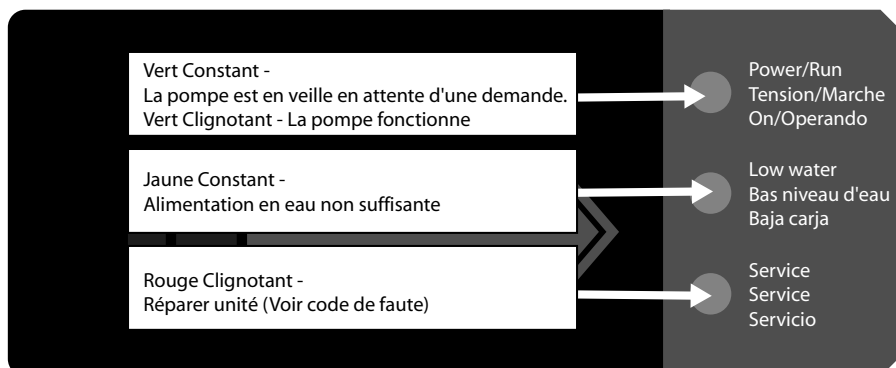 Vert Constant -
La pompe est en veille en attente d'une demande.
Vert Clignotant - La pompe fonctionne
Power/Run
Tension/Marche
On/Operando
Jaune Constant -
Alimentation en eau non suffisante
Low water
Bas niveau d'eau
Baja carja
Rouge Clignotant -
Réparer unité (Voir code de faute)
Service
Service
Servicio